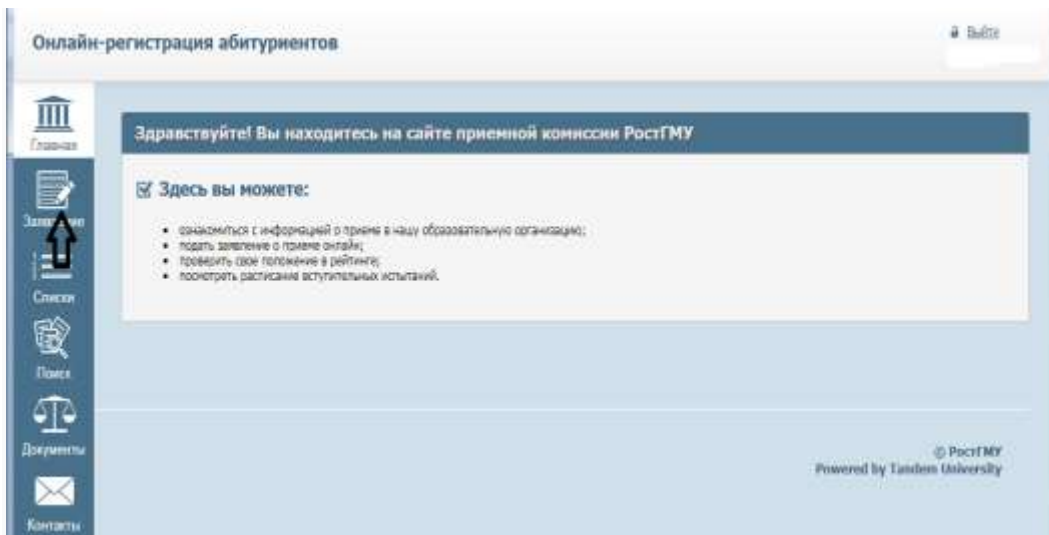 Онлайн-регистрация абитуриентов
Выйти
Главная
Здравствуйте! Вы находитесь на сайте приемной комиссии РостГМУ
Здесь вы можете:
ознакомиться с информацией о приеме в нашу образовательную организацию;
подать заявление о приеме онлайн;
проверить свое положение в рейтинге;
посмотреть расписание вступительных испытаний.
Списки
Поиск
Документы
Контакты
© РостГМУ
Powered by Tandem University